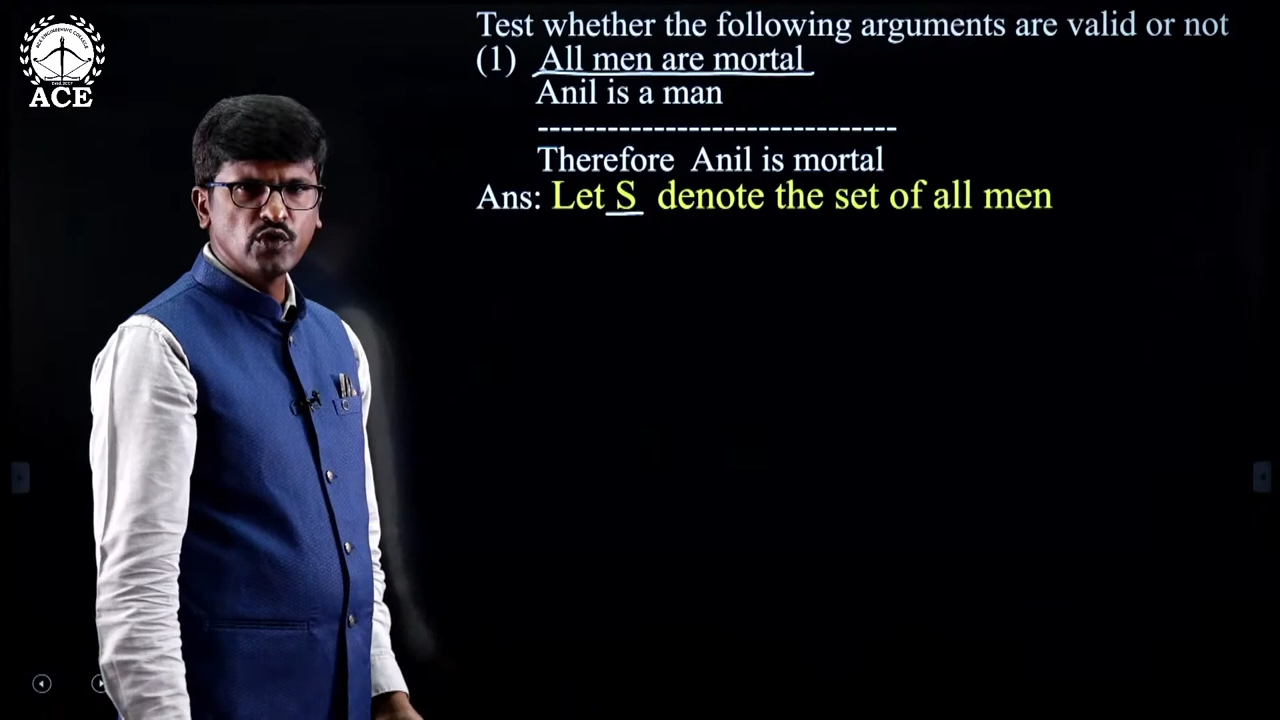 ACE
Test whether the following arguments are valid or not
(1) All men are mortal
Anil is a man
------------------------------
Therefore Anil is mortal
Ans: Let S denote the set of all men